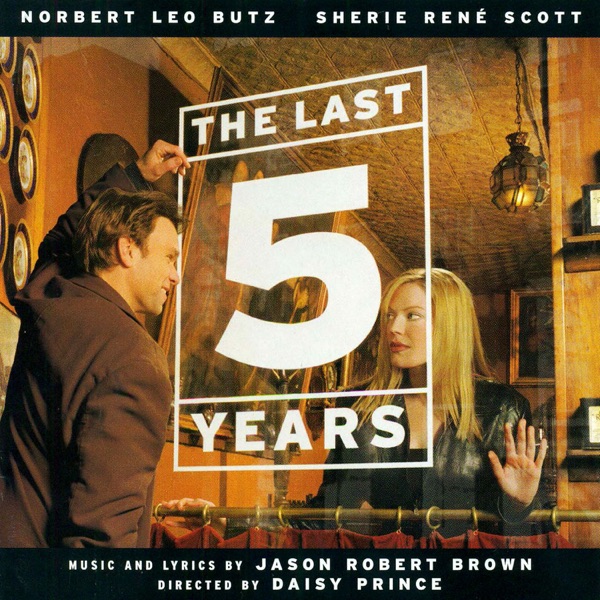 NORBERT LEO BUTZ SHERIE RENÉ SCOTT
THE LAST
5
YEARS
MUSIC AND LYRICS BY JASON ROBERT BROWN
DIRECTED BY DAISY PRINCE